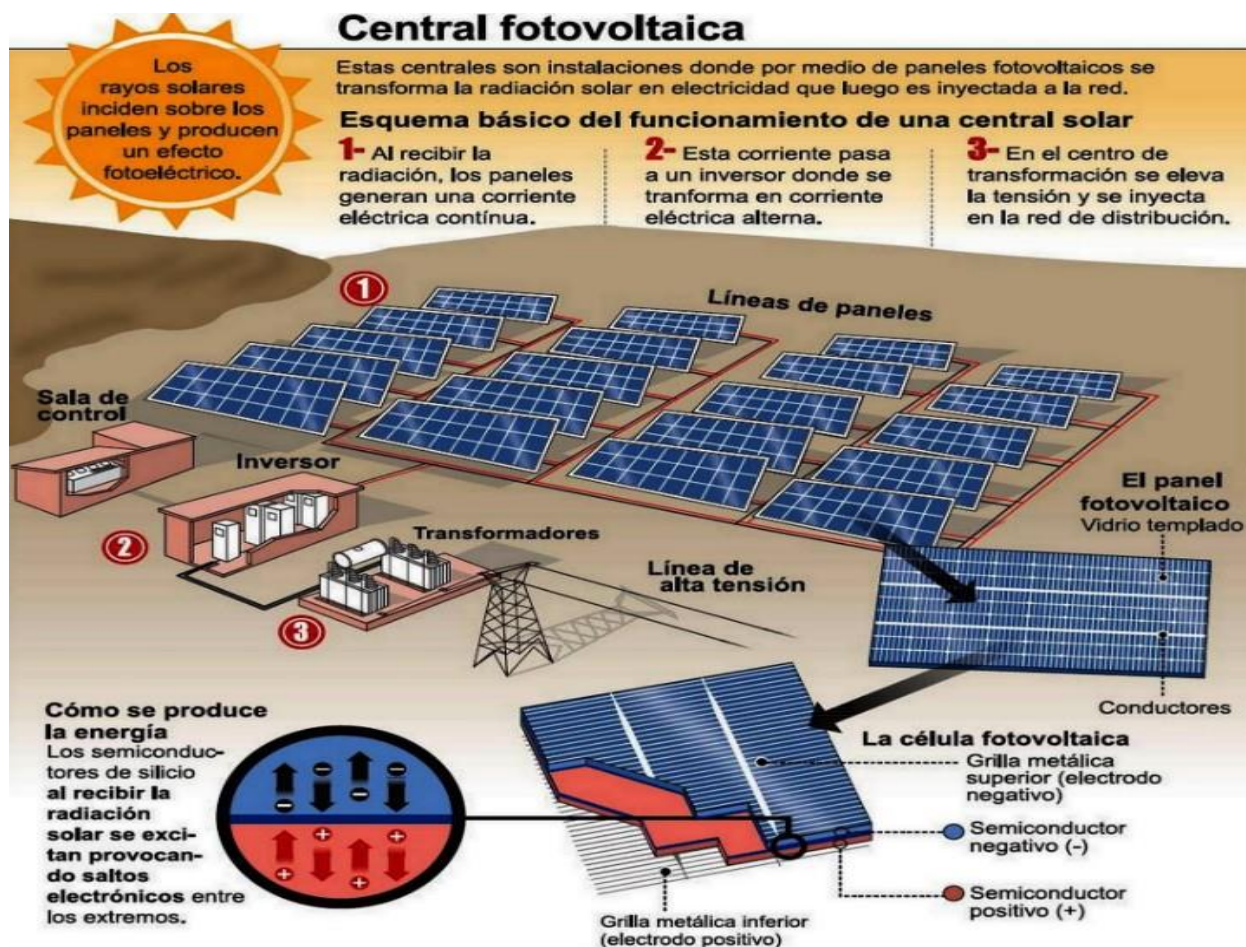 Central fotovoltaica
Los
rayos solares
inciden sobre los
paneles y producen
un efecto
fotoeléctrico.
Estas centrales son instalaciones donde por medio de paneles fotovoltaicos se
transforma la radiación solar en electricidad que luego es inyectada a la red.
Esquema básico del funcionamiento de una central solar
1- Al recibir la
radiación, los paneles
generan una corriente
eléctrica contínua.
2- Esta corriente pasa
a un inversor donde se
tranforma en corriente
eléctrica alterna.
3- En el centro de
transformación se eleva
la tensión y se inyecta
en la red de distribución.
1
Líneas de paneles
Sala de
control
Inversor
2
Transformadores
3
Línea de
alta tensión
El panel
fotovoltaico
Vidrio templado
Conductores
Cómo se produce
la energía
Los semiconduc-
tores de silicio
al recibir la
radiación
solar se exci-
tan provocan-
do saltos
electrónicos entre
los extremos.
La célula fotovoltaica
Grilla metálica
superior (electrodo
negativo)
Semiconductor
negativo (-)
Semiconductor
positivo (+)
Grilla metálica inferior
(electrodo positivo)